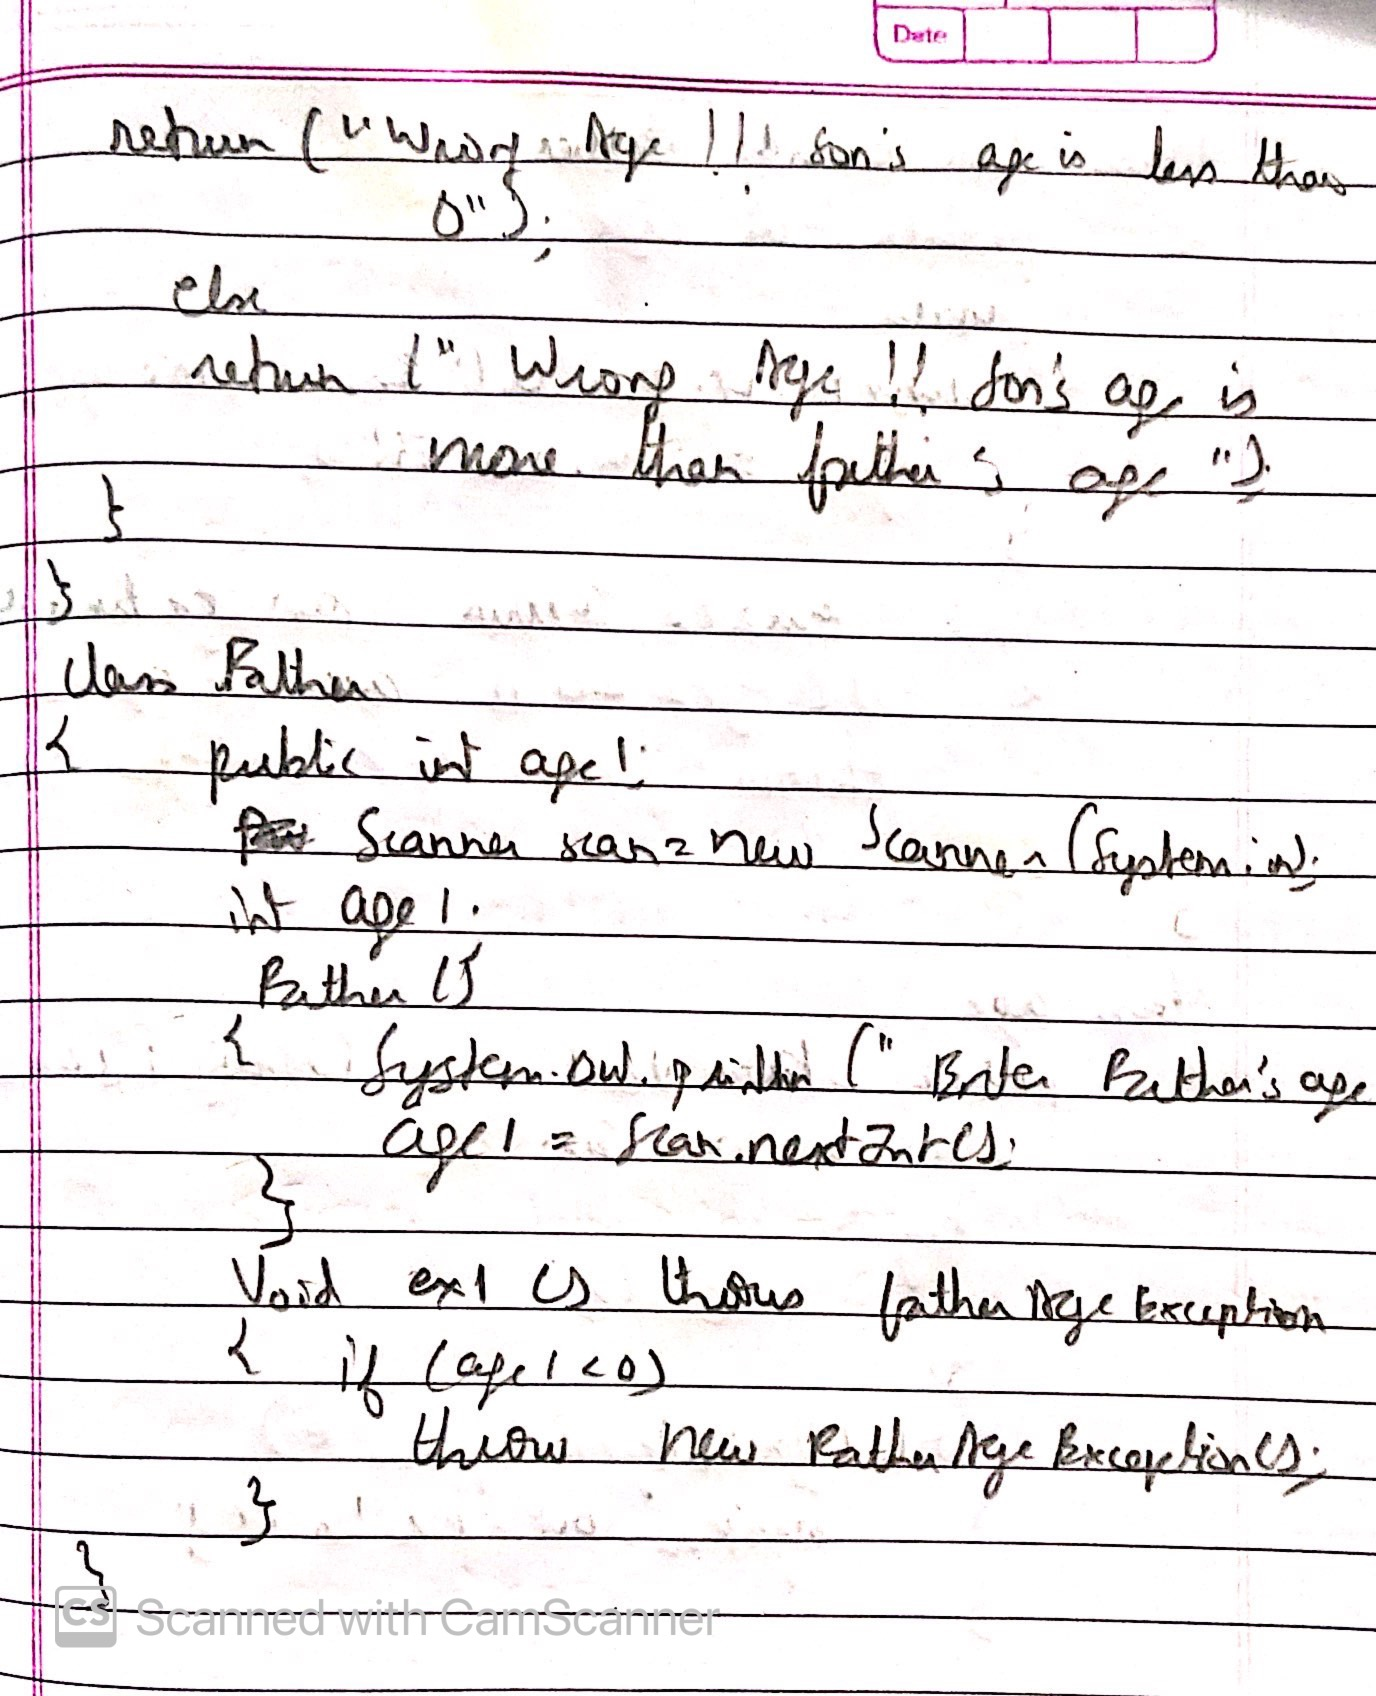 Date
return ("Wrong Age !!! Son's age is less than
0");
else
return (" Wrong Age !! Son's age is
more than father's age ");
}
}
class Father
{ public int age1;
Scanner scan = new Scanner (System.in);
int age1.
Father ()
{ System.out.println (" Enter Father's age
age1 = scan.nextInt();
}
Void ex1 () throws fatherAgeException
{ if (age1<0)
throw new FatherAgeException();
}
}
CS Scanned with CamScanner